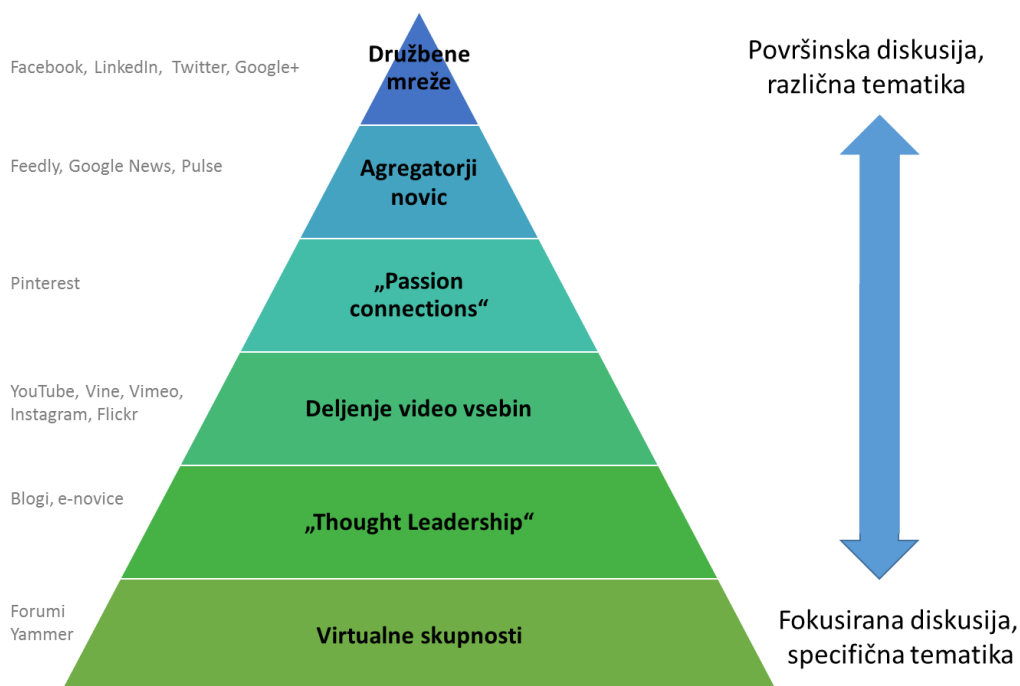 Družbene
mreže
Facebook, LinkedIn, Twitter, Google+
Površinska diskusija,
različna tematika
Feedly, Google News, Pulse
Agregatorji
novic
Pinterest
„Passion
connections“
YouTube, Vine, Vimeo,
Instagram, Flickr
Deljenje video vsebin
Blogi, e-novice
„Thought Leadership“
Forumi
Yammer
Virtualne skupnosti
Fokusirana diskusija,
specifična tematika